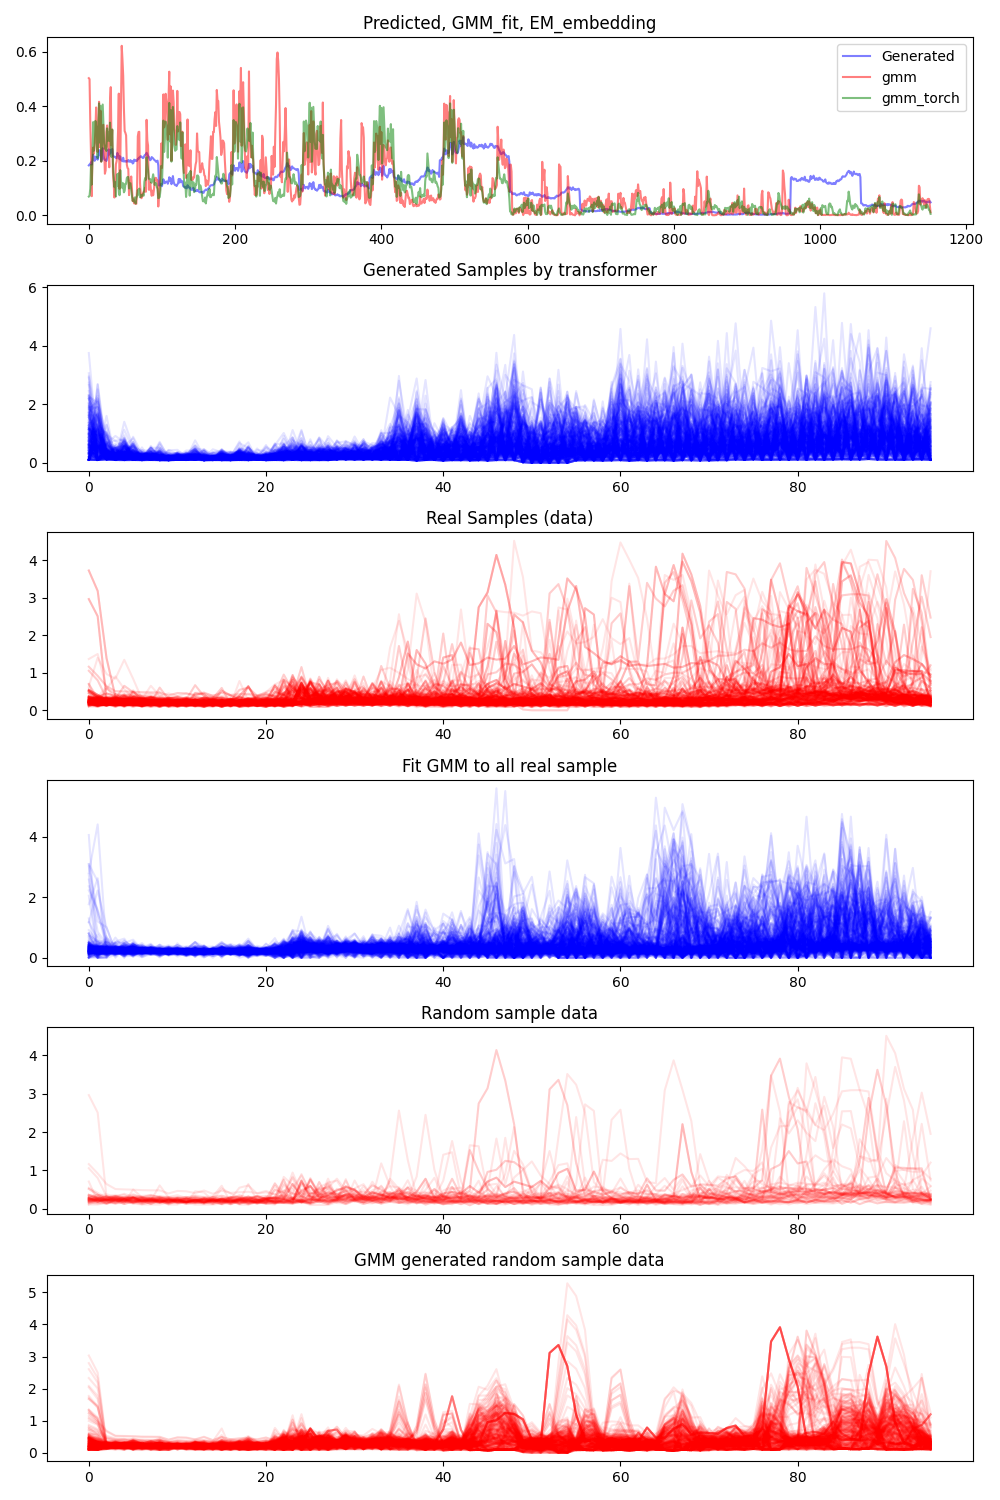 Predicted, GMM_fit, EM_embedding
0.6
0.4
0.2
0.0
Generated
gmm
gmm_torch
0 200 400 600 800 1000 1200
Generated Samples by transformer
6
4
2
0
0 20 40 60 80
Real Samples (data)
4
3
2
1
0
0 20 40 60 80
Fit GMM to all real sample
4
2
0
0 20 40 60 80
Random sample data
4
3
2
1
0
0 20 40 60 80
GMM generated random sample data
5
4
3
2
1
0
0 20 40 60 80